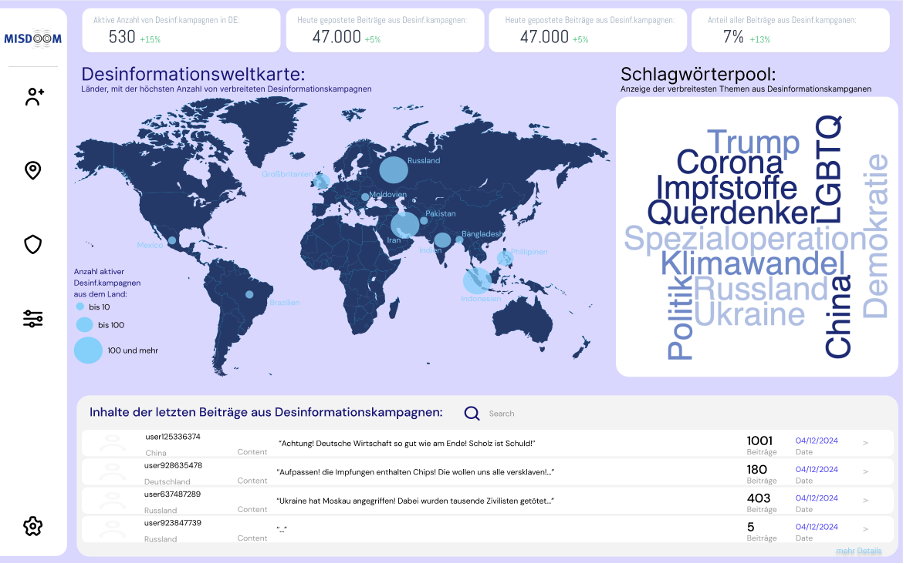 MISDOOM
Aktive Anzahl von Desinf.kampagnen in DE:
530 +15%
Heute gepostete Beiträge aus Desinf.kampagnen:
47.000 +5%
Heute gepostete Beiträge aus Desinf.kampagnen:
47.000 +5%
Anteil aller Beiträge aus Desinf.kampganen:
7% +13%
Desinformationsweltkarte:
Länder, mit der höchsten Anzahl von verbreiteten Desinformationskampagnen
Russland
Großbritanien
Moldovien
Pakistan
Iran
Bangladesh
Indien
Phillipinen
Mexico
Indonesien
Brazilien
Anzahl aktiver
Desinf.kampagnen
aus dem Land:
bis 10
bis 100
100 und mehr
Schlagwörterpool:
Anzeige der verbreitesten Themen aus Desinformationskampganen
Trump
Corona
Impfstoffe
Querdenker
LGBTQ
Spezialoperation
Klimawandel
Demokratie
Politik
Russland
Ukraine
China
Inhalte der letzten Beiträge aus Desinformationskampagnen:
Search
user125336374
China
Content
"Achtung! Deutsche Wirtschaft so gut wie am Ende! Scholz ist Schuld!"
1001
Beiträge
04/12/2024
Date
>
user928635478
Deutschland
Content
"Aufpassen! die Impfungen enthalten Chips! Die wollen uns alle versklaven!..."
180
Beiträge
04/12/2024
Date
>
user637487289
Russland
Content
"Ukraine hat Moskau angegriffen! Dabei wurden tausende Zivilisten getötet..."
403
Beiträge
04/12/2024
Date
>
user923847739
Russland
Content
"..."
5
Beiträge
04/12/2024
Date
>
mehr Details